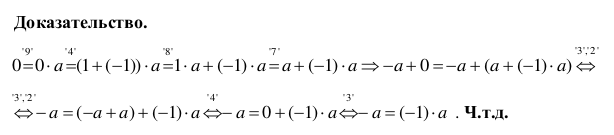 Доказательство.
0 '9'= 0·a '4'= (1+(−1))·a '8'= 1·a+(−1)·a '7'= a+(−1)·a ⇒ −a+0=−a+(a+(−1)·a) '3','2'⇔
'3','2'⇔ −a=(−a+a)+(−1)·a '4'⇔ −a=0+(−1)·a '3'⇔ −a=(−1)·a . Ч.т.д.